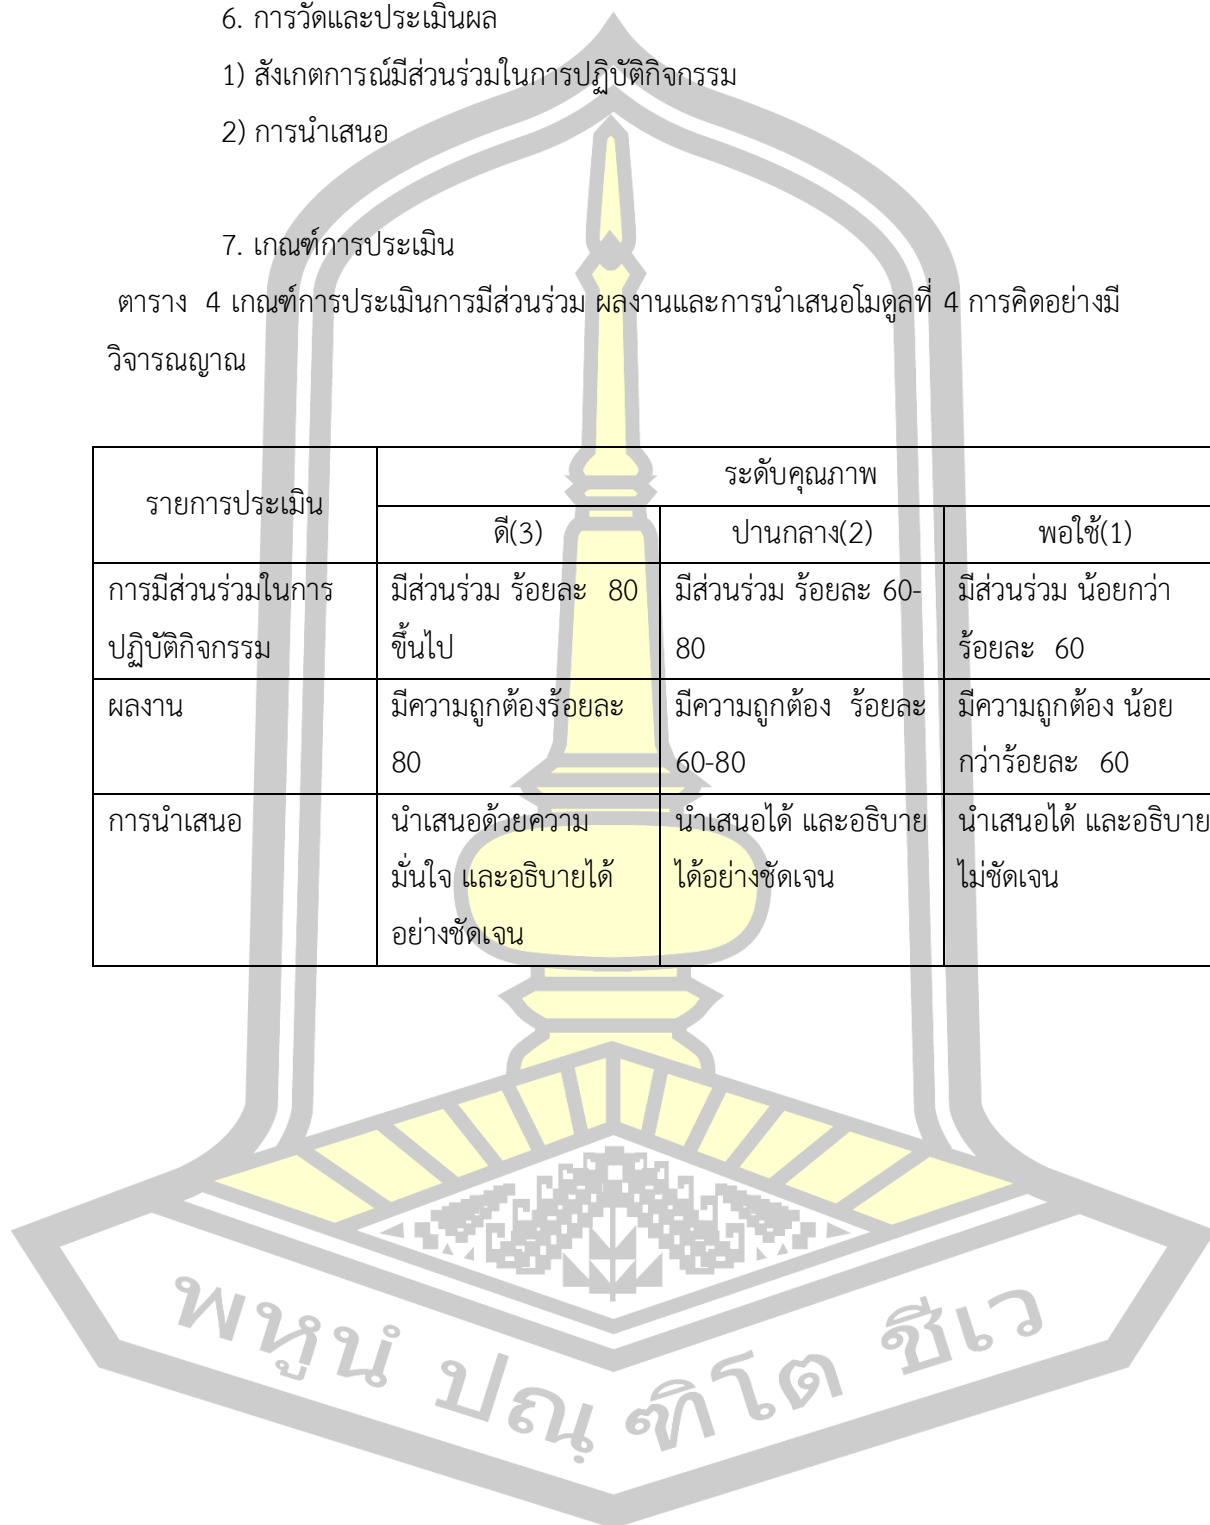 6. การวัดและประเมินผล
1) สังเกตการณ์มีส่วนร่วมในการปฏิบัติกิจกรรม
2) การนำเสนอ
7. เกณฑ์การประเมิน
ตาราง 4 เกณฑ์การประเมินการมีส่วนร่วม ผลงานและการนำเสนอโมดูลที่ 4 การคิดอย่างมี
วิจารณญาณ
รายการประเมิน
ระดับคุณภาพ
ดี(3) ปานกลาง(2) พอใช้(1)
การมีส่วนร่วมในการ มีส่วนร่วม ร้อยละ 80 มีส่วนร่วม ร้อยละ 60- มีส่วนร่วม น้อยกว่า
ปฏิบัติกิจกรรม ขึ้นไป 80 ร้อยละ 60
ผลงาน มีความถูกต้องร้อยละ มีความถูกต้อง ร้อยละ มีความถูกต้อง น้อย
80 60-80 กว่าร้อยละ 60
การนำเสนอ นำเสนอด้วยความ นำเสนอได้ และอธิบาย นำเสนอได้ และอธิบาย
มั่นใจ และอธิบายได้ ได้อย่างชัดเจน ไม่ชัดเจน
อย่างชัดเจน
พหูนํ ปณฺ ฑิโต ชีเว